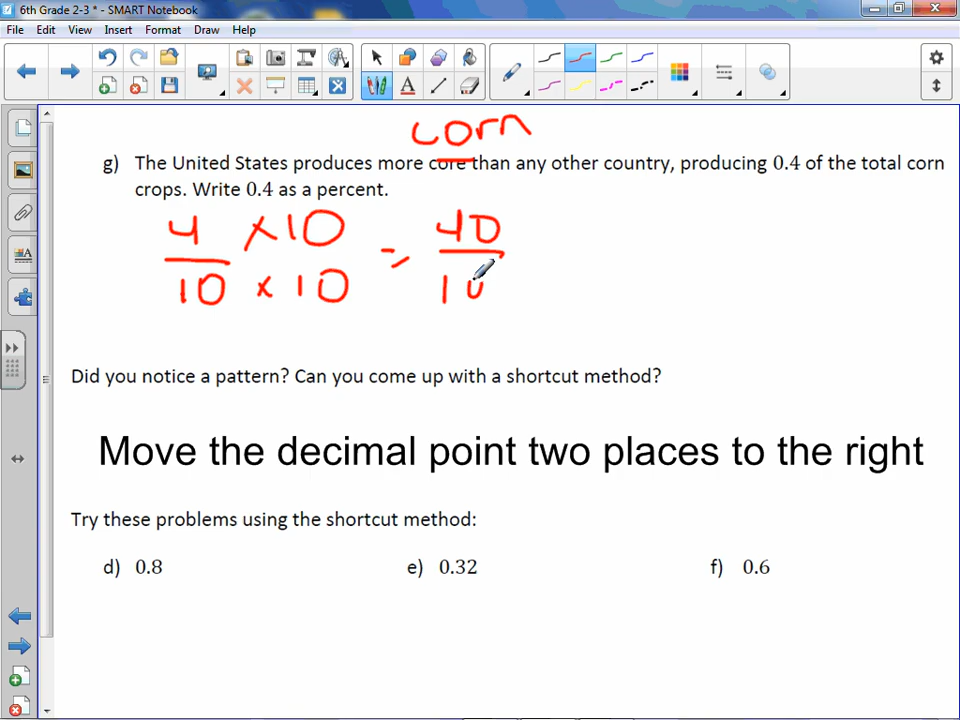 6th Grade 2-3 * - SMART Notebook
File Edit View Insert Format Draw Help
corn
g) The United States produces more core than any other country, producing 0.4 of the total corn
crops. Write 0.4 as a percent.
4 ×10 = 40
10 × 10 10
Did you notice a pattern? Can you come up with a shortcut method?
Move the decimal point two places to the right
Try these problems using the shortcut method:
d) 0.8 e) 0.32 f) 0.6